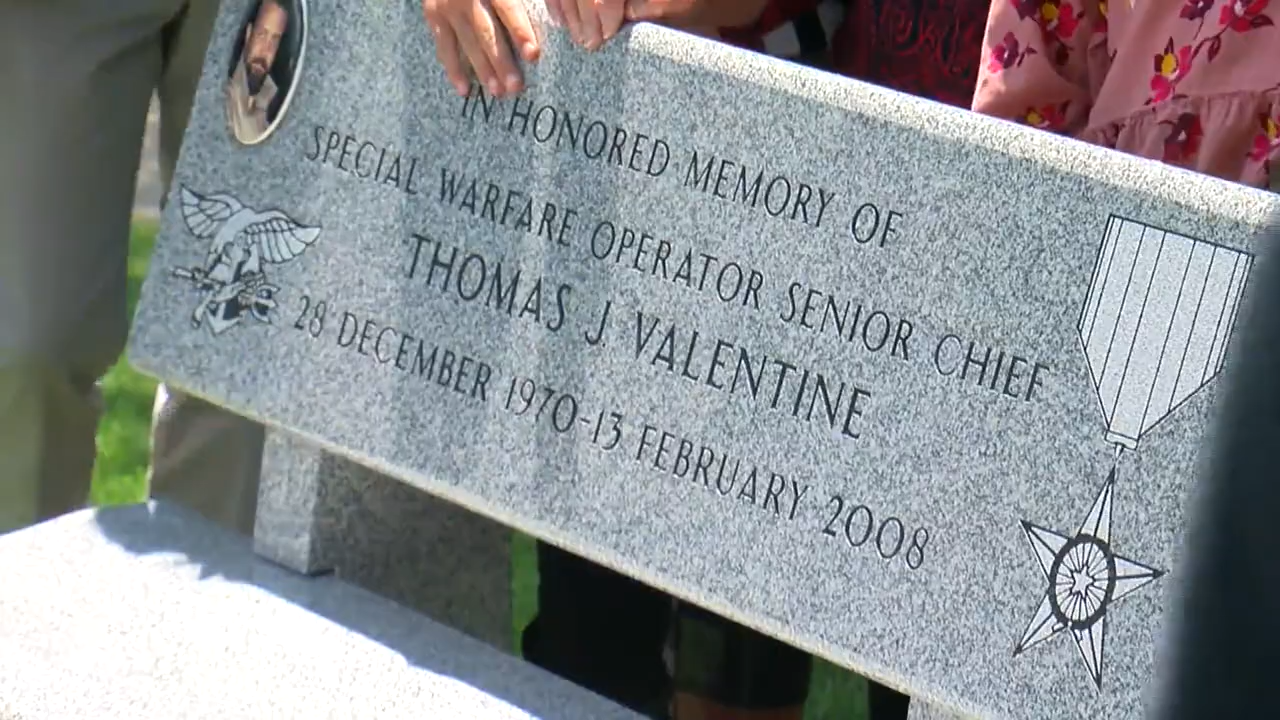 IN HONORED MEMORY OF
SPECIAL WARFARE OPERATOR SENIOR CHIEF
THOMAS J. VALENTINE
28 DECEMBER 1970-13 FEBRUARY 2008